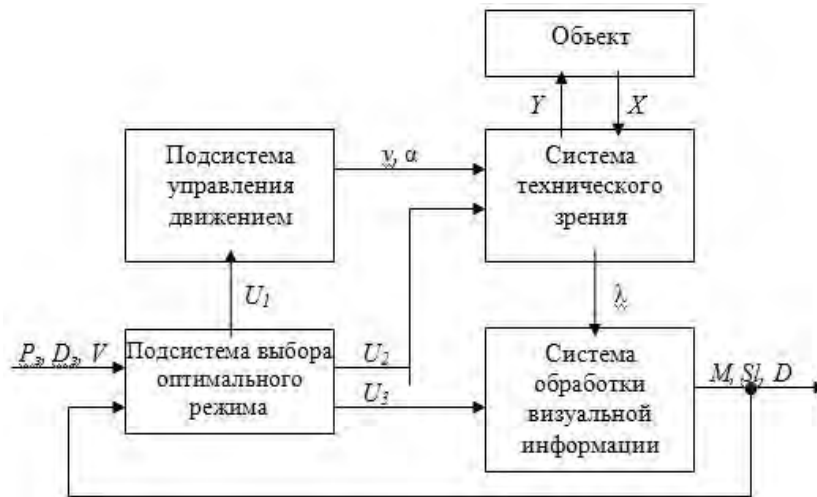 Объект
Y
X
Подсистема
управления
движением
v, α
Система
технического
зрения
U1
λ
Pз, Dз, V
Подсистема выбора
оптимального
режима
U2
U3
Система
обработки
визуальной
информации
M, Sl, D